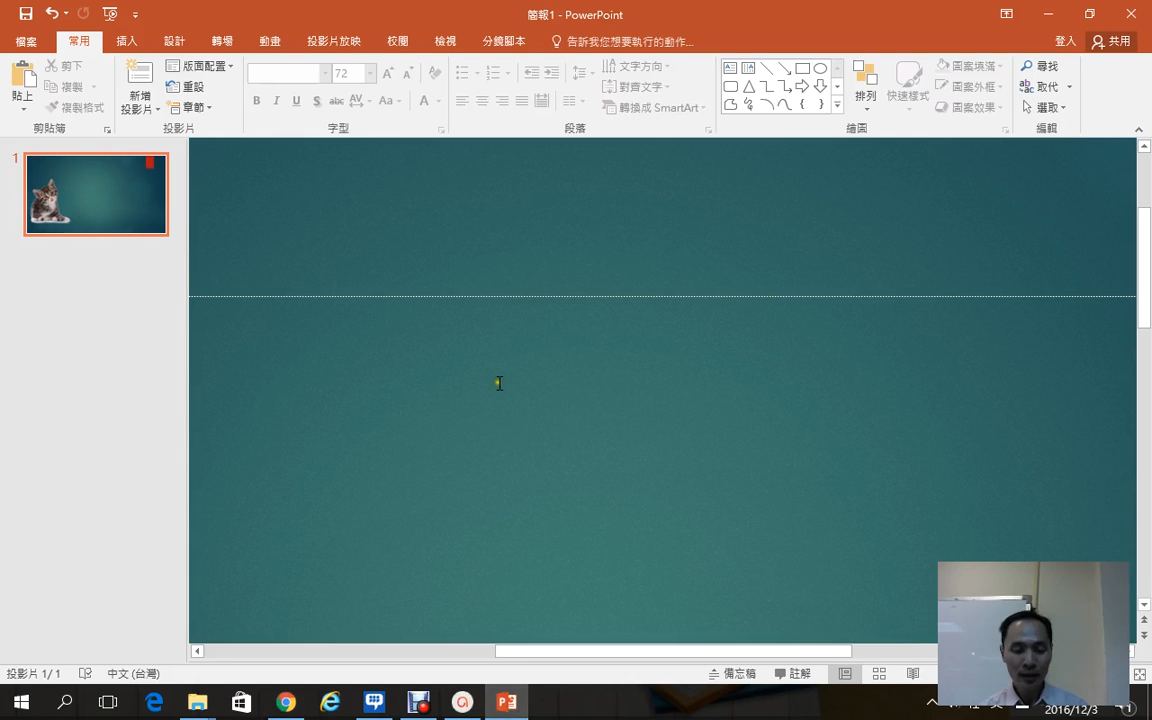 簡報1 - PowerPoint
檔案 常用 插入 設計 轉場 動畫 投影片放映 校閱 檢視 分鏡腳本 告訴我您想要執行的動作... 登入 共用
貼上 剪下 複製 複製格式 剪貼簿
新增投影片 版面配置 重設 章節 投影片
72 B I U S abc AV Aa A 字型
文字方向 對齊文字 轉換成 SmartArt 段落
排列 快速樣式 圖案填滿 圖案外框 圖案效果 繪圖
尋找 取代 選取 編輯
1
投影片 1/1 中文 (台灣) 備忘稿 註解
2016/12/3